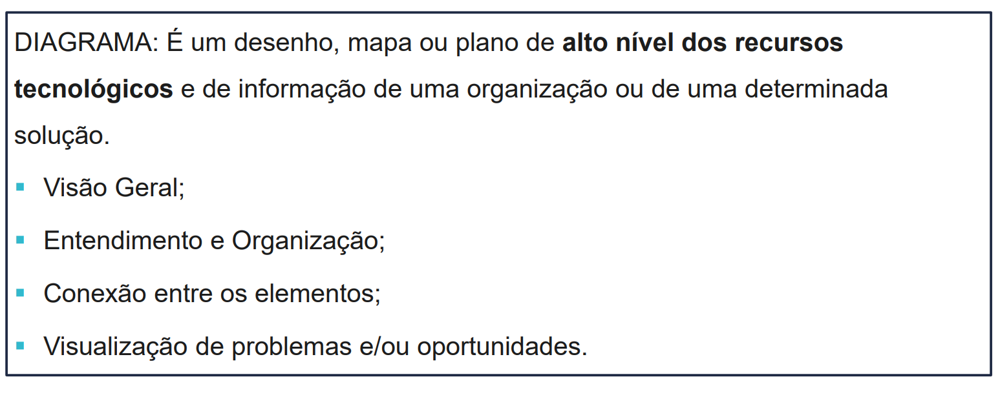 DIAGRAMA: É um desenho, mapa ou plano de alto nível dos recursos
tecnológicos e de informação de uma organização ou de uma determinada
solução.
▪ Visão Geral;
▪ Entendimento e Organização;
▪ Conexão entre os elementos;
▪ Visualização de problemas e/ou oportunidades.